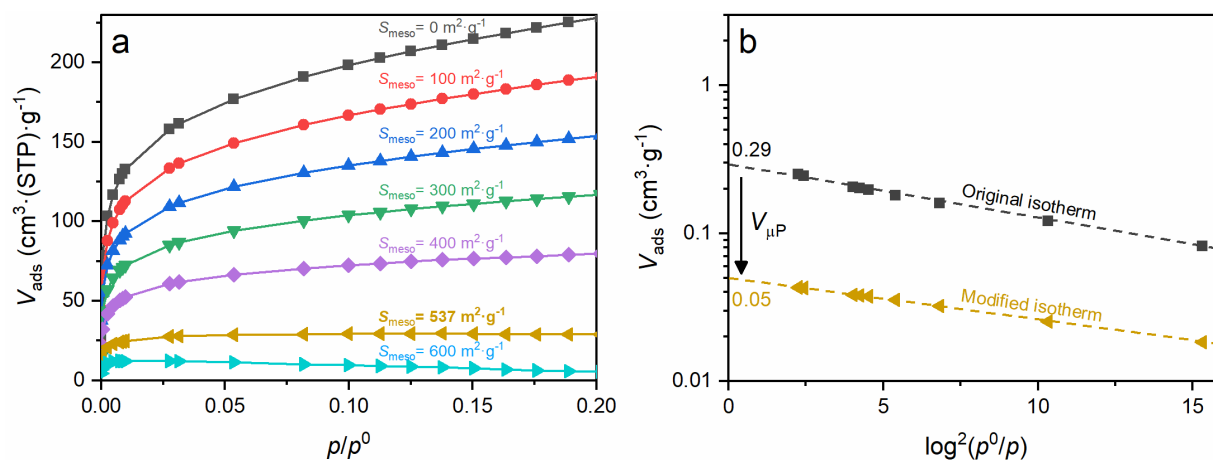 a
V_ads (cm³·(STP)·g⁻¹)
200
150
100
50
0
0.00
0.05
0.10
0.15
0.20
p/p⁰
S_meso= 0 m²·g⁻¹
S_meso= 100 m²·g⁻¹
S_meso= 200 m²·g⁻¹
S_meso= 300 m²·g⁻¹
S_meso= 400 m²·g⁻¹
S_meso= 537 m²·g⁻¹
S_meso= 600 m²·g⁻¹
b
V_ads (cm³·g⁻¹)
1
0.1
0.01
0.29
Original isotherm
V_μP
0.05
Modified isotherm
0
5
10
15
log²(p⁰/p)